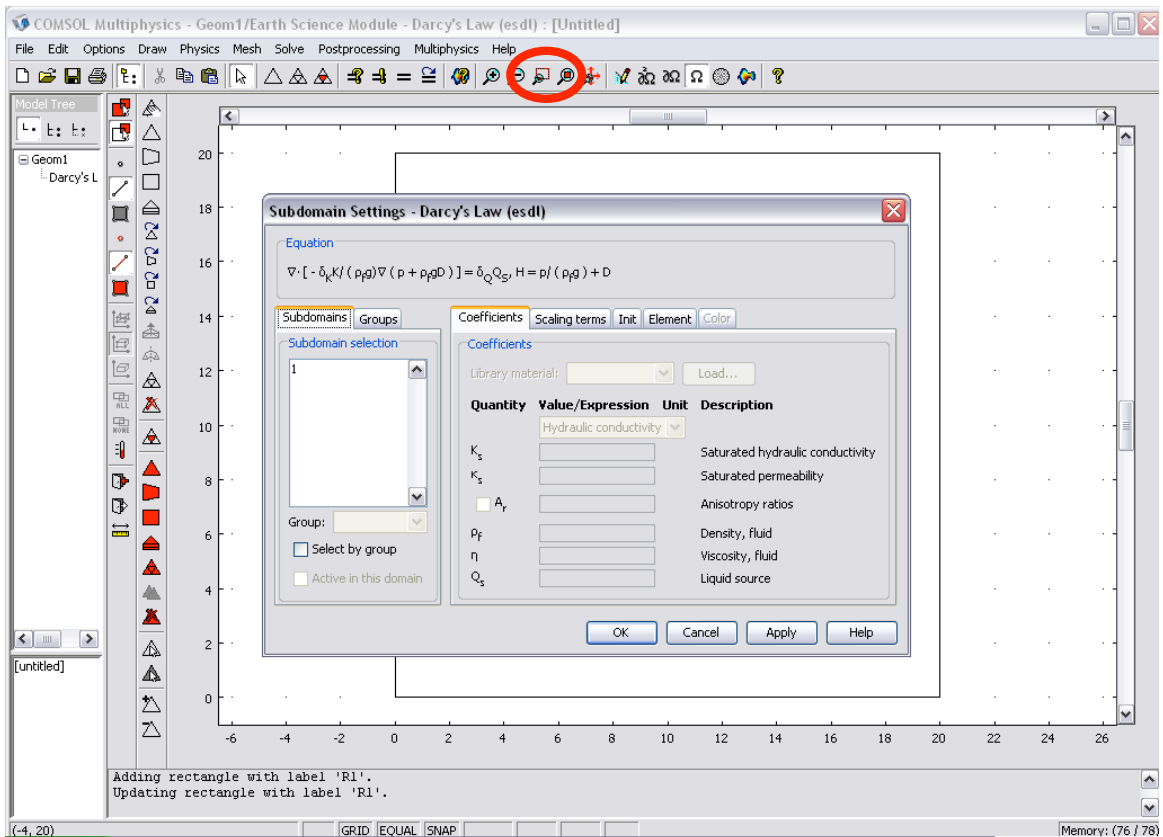 COMSOL Multiphysics - Geom1/Earth Science Module - Darcy's Law (esdl) : [Untitled]
File Edit Options Draw Physics Mesh Solve Postprocessing Multiphysics Help
Model Tree
Geom1
Darcy's L
[untitled]
ALL
NONE
20
18
16
14
12
10
8
6
4
2
0
-6 -4 -2 0 2 4 6 8 10 12 14 16 18 20 22 24 26
Subdomain Settings - Darcy's Law (esdl)
Equation
∇·[ - δ_K K/( ρ_f g)∇( p + ρ_f gD )] = δ_Q Q_S, H = p/( ρ_f g ) + D
Subdomains Groups
Subdomain selection
1
Group:
Select by group
Active in this domain
Coefficients Scaling terms Init Element Color
Coefficients
Library material: Load...
Quantity Value/Expression Unit Description
Hydraulic conductivity
K_s Saturated hydraulic conductivity
κ_s Saturated permeability
A_r Anisotropy ratios
ρ_f Density, fluid
η Viscosity, fluid
Q_s Liquid source
OK Cancel Apply Help
Adding rectangle with label 'R1'.
Updating rectangle with label 'R1'.
(-4, 20) GRID EQUAL SNAP Memory: (76 / 78)